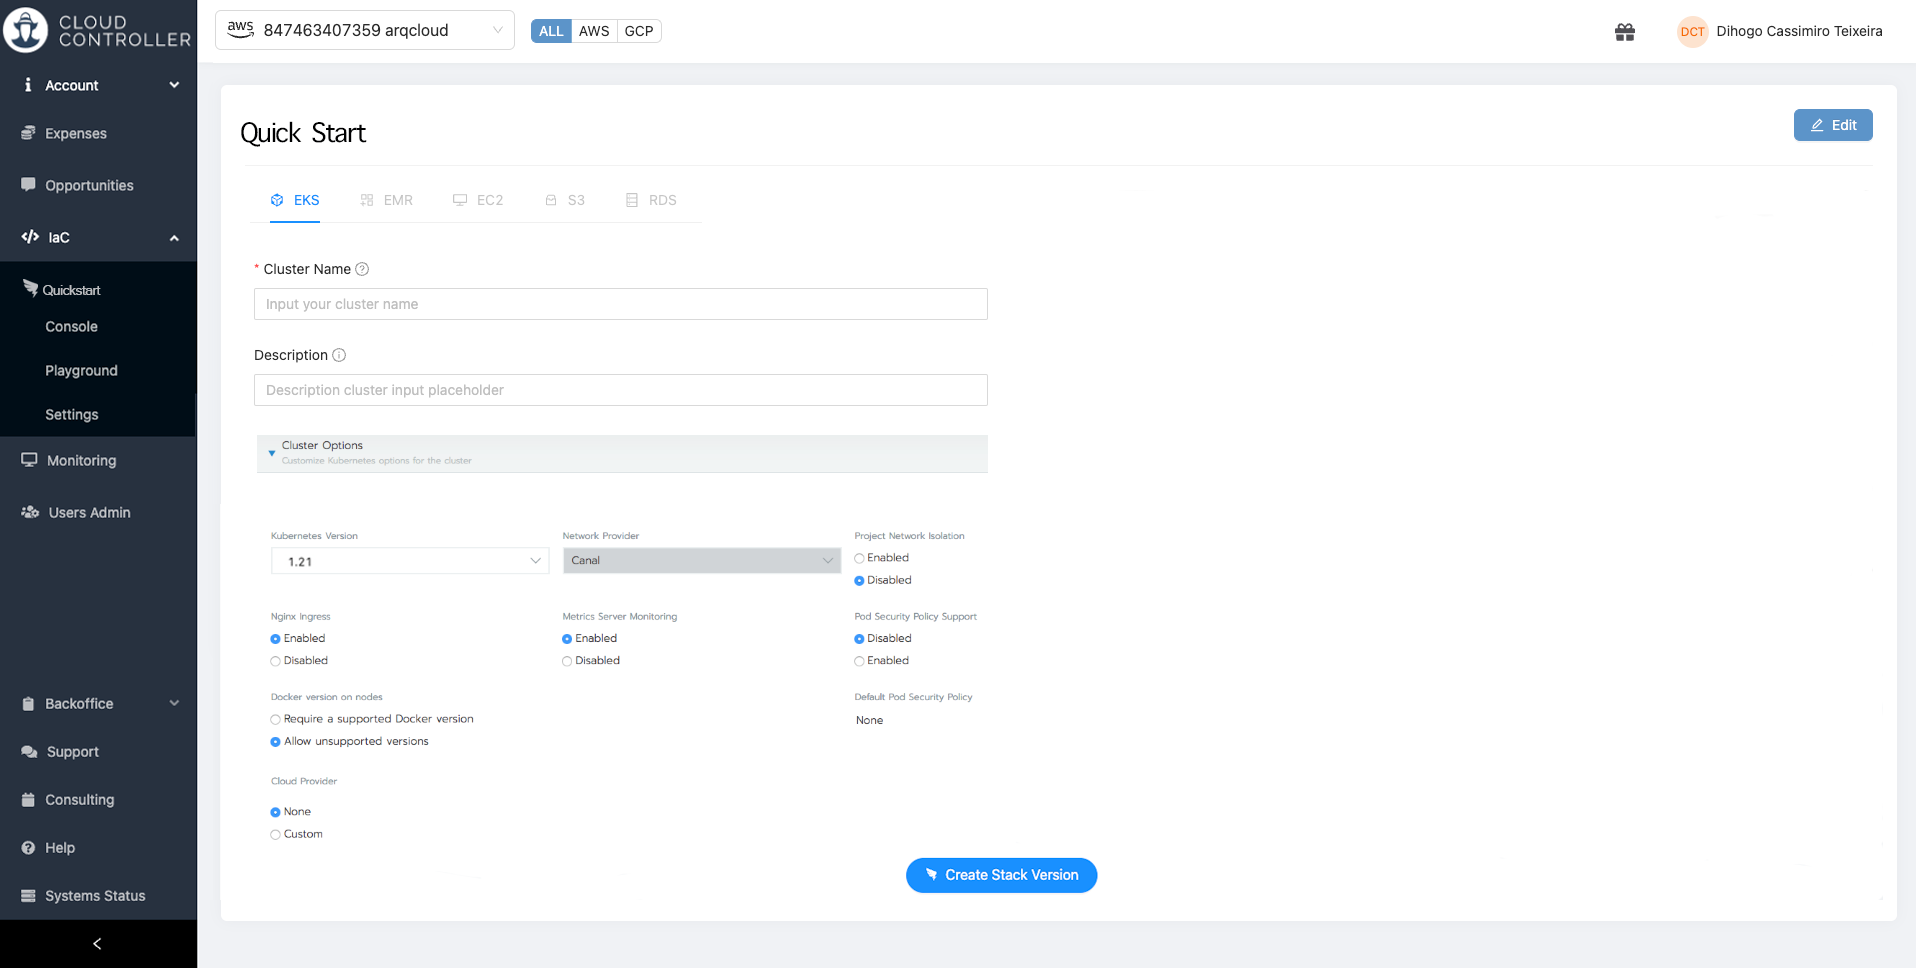 CLOUD
CONTROLLER
aws 847463407359 arqcloud
ALL AWS GCP
DCT Dihogo Cassimiro Teixeira
Account
Expenses
Opportunities
IaC
Quickstart
Console
Playground
Settings
Monitoring
Users Admin
Backoffice
Support
Consulting
Help
Systems Status
Quick Start
Edit
EKS EMR EC2 S3 RDS
* Cluster Name
Input your cluster name
Description
Description cluster input placeholder
Cluster Options
Customize Kubernetes options for the cluster
Kubernetes Version
1.21
Network Provider
Canal
Project Network Isolation
Enabled
Disabled
Nginx Ingress
Enabled
Disabled
Metrics Server Monitoring
Enabled
Disabled
Pod Security Policy Support
Disabled
Enabled
Docker version on nodes
Require a supported Docker version
Allow unsupported versions
Default Pod Security Policy
None
Cloud Provider
None
Custom
Create Stack Version